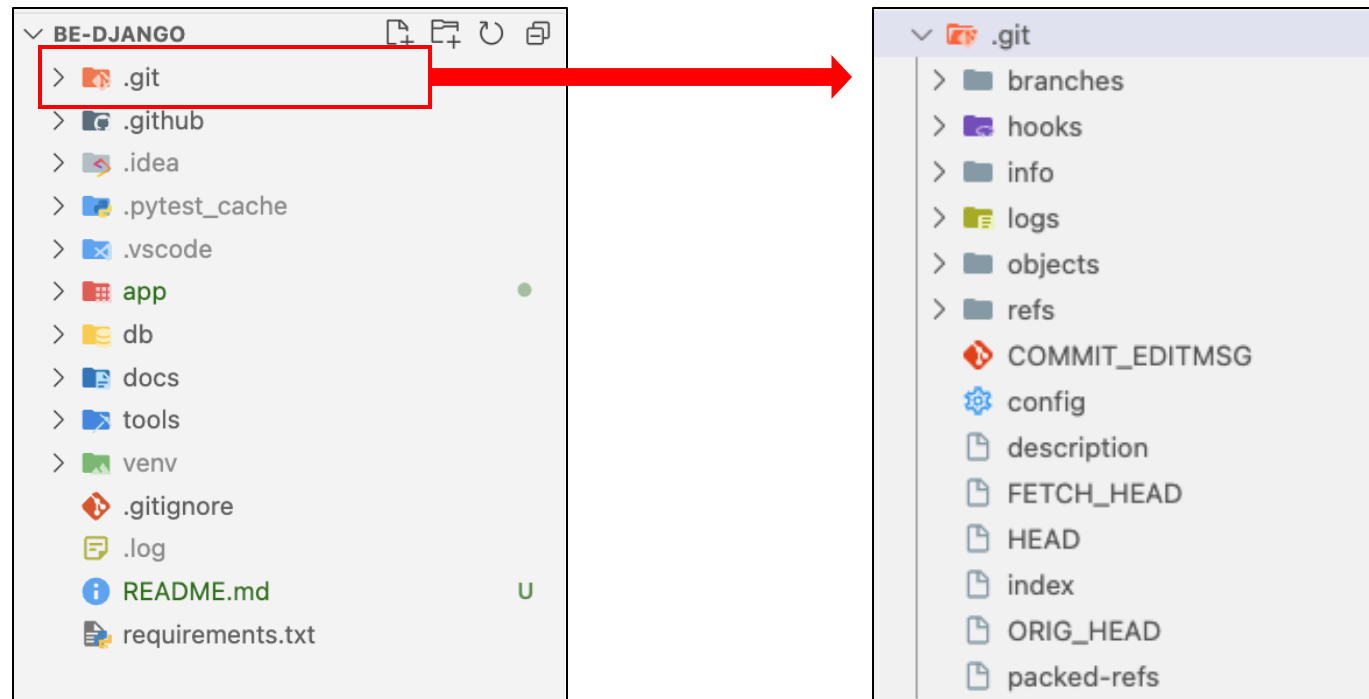 BE-DJANGO
.git
.github
.idea
.pytest_cache
.vscode
app
db
docs
tools
venv
.gitignore
.log
README.md U
requirements.txt
.git
branches
hooks
info
logs
objects
refs
COMMIT_EDITMSG
config
description
FETCH_HEAD
HEAD
index
ORIG_HEAD
packed-refs